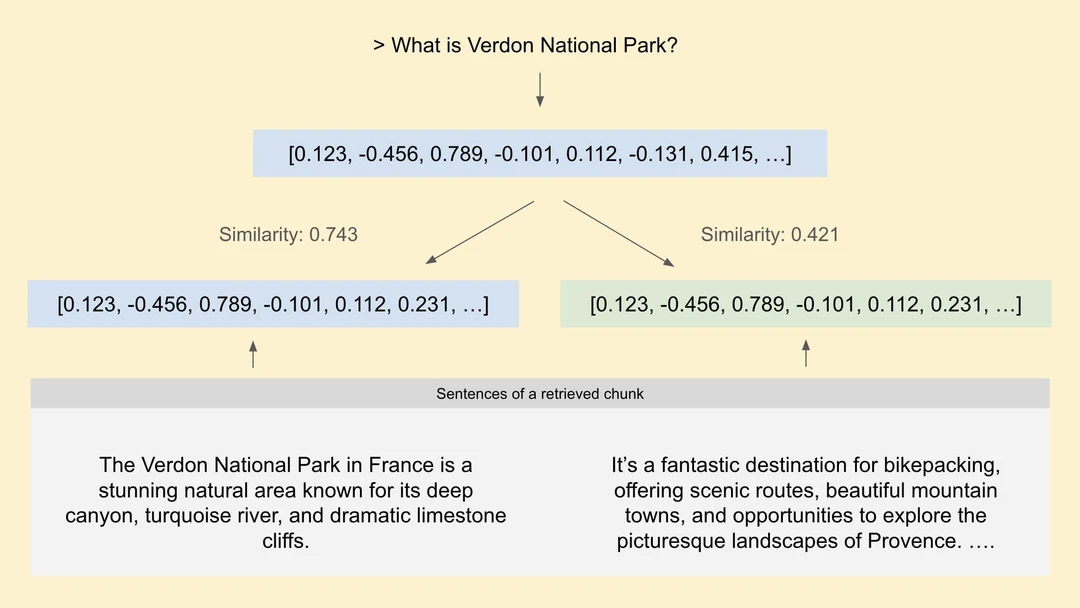 > What is Verdon National Park?
[0.123, -0.456, 0.789, -0.101, 0.112, -0.131, 0.415, …]
Similarity: 0.743
Similarity: 0.421
[0.123, -0.456, 0.789, -0.101, 0.112, 0.231, …]
[0.123, -0.456, 0.789, -0.101, 0.112, 0.231, …]
Sentences of a retrieved chunk
The Verdon National Park in France is a
stunning natural area known for its deep
canyon, turquoise river, and dramatic limestone
cliffs.
It’s a fantastic destination for bikepacking,
offering scenic routes, beautiful mountain
towns, and opportunities to explore the
picturesque landscapes of Provence. ….